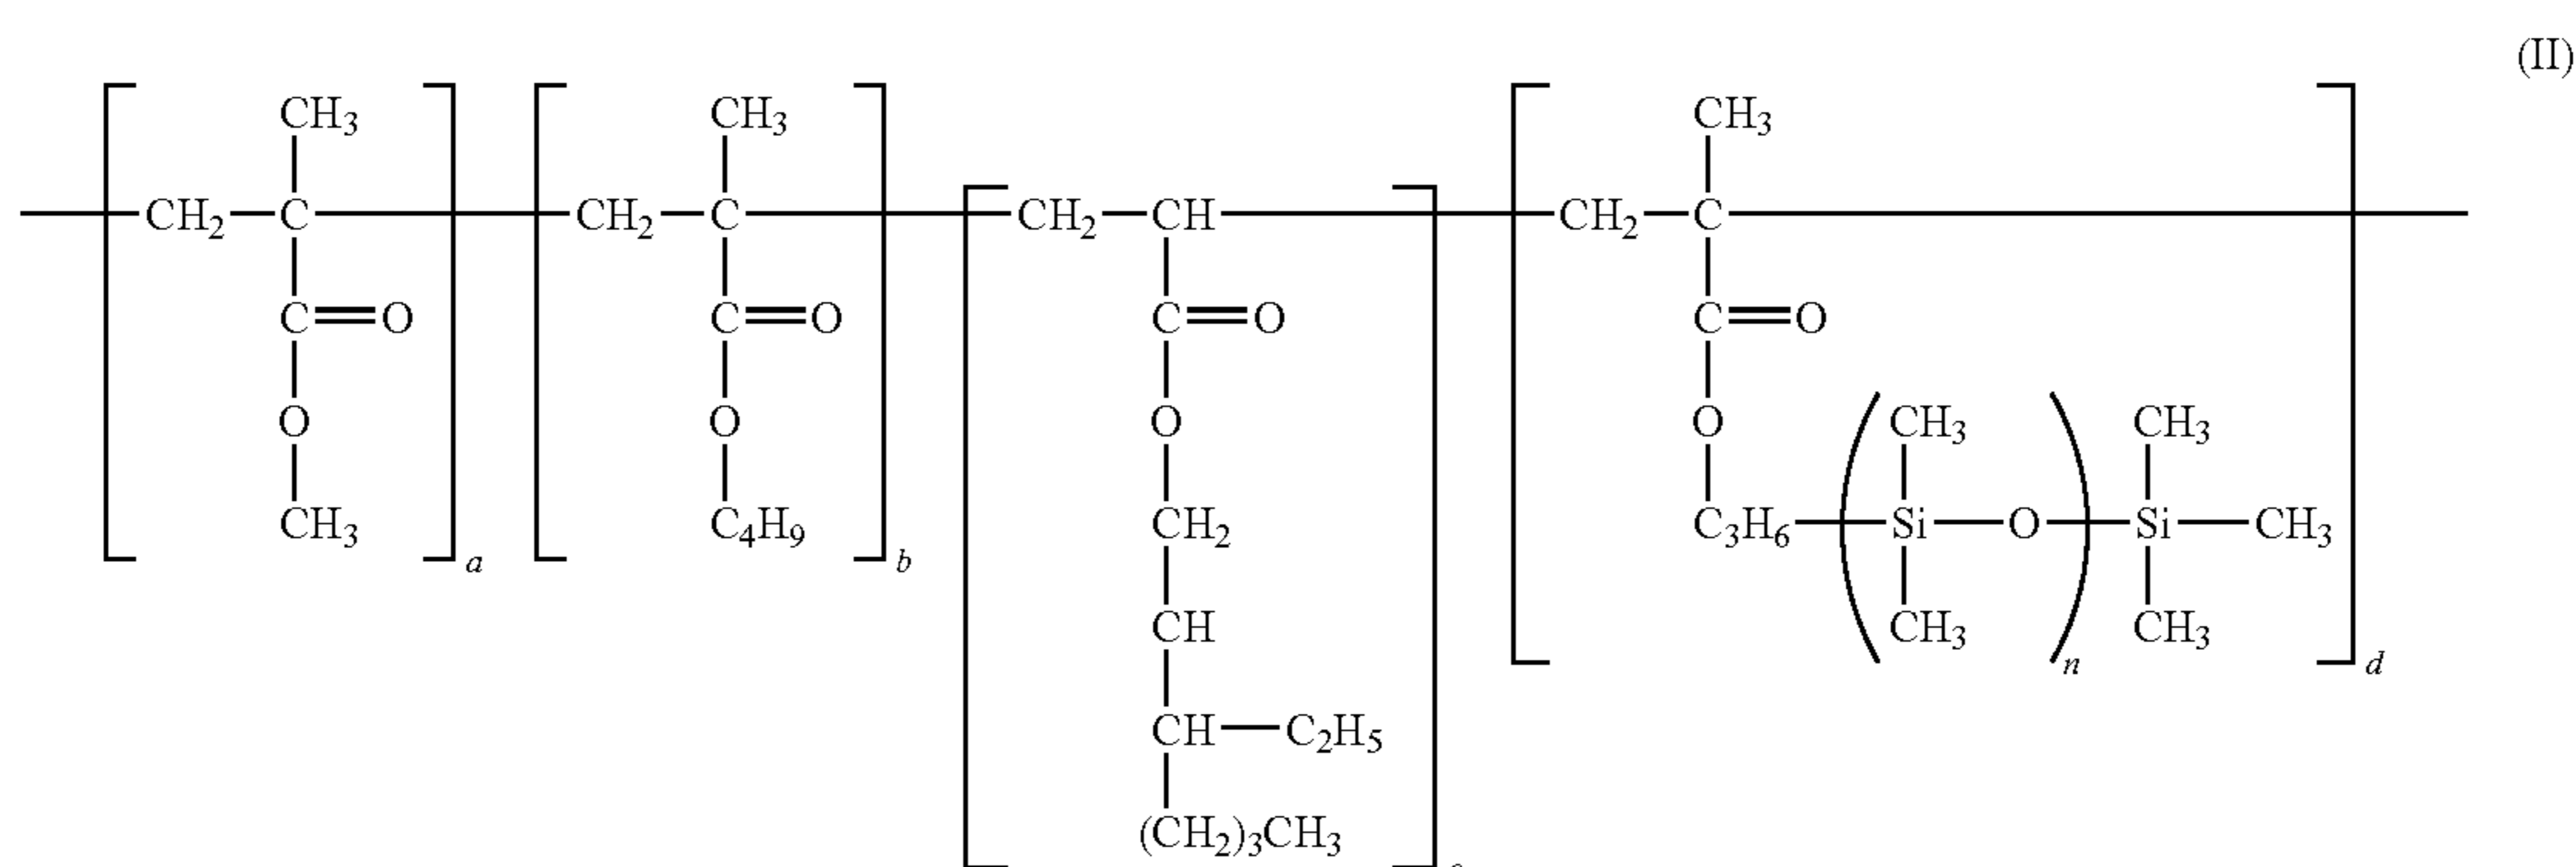 (II)
CH3 CH3 CH3
CH2 C CH2 C CH2 CH CH2 C
C O C O C O C O
O O O O CH3 CH3
CH3 C4H9 CH2 C3H6 Si O Si CH3
a b
CH CH3 CH3
n d
CH C2H5
(CH2)3CH3